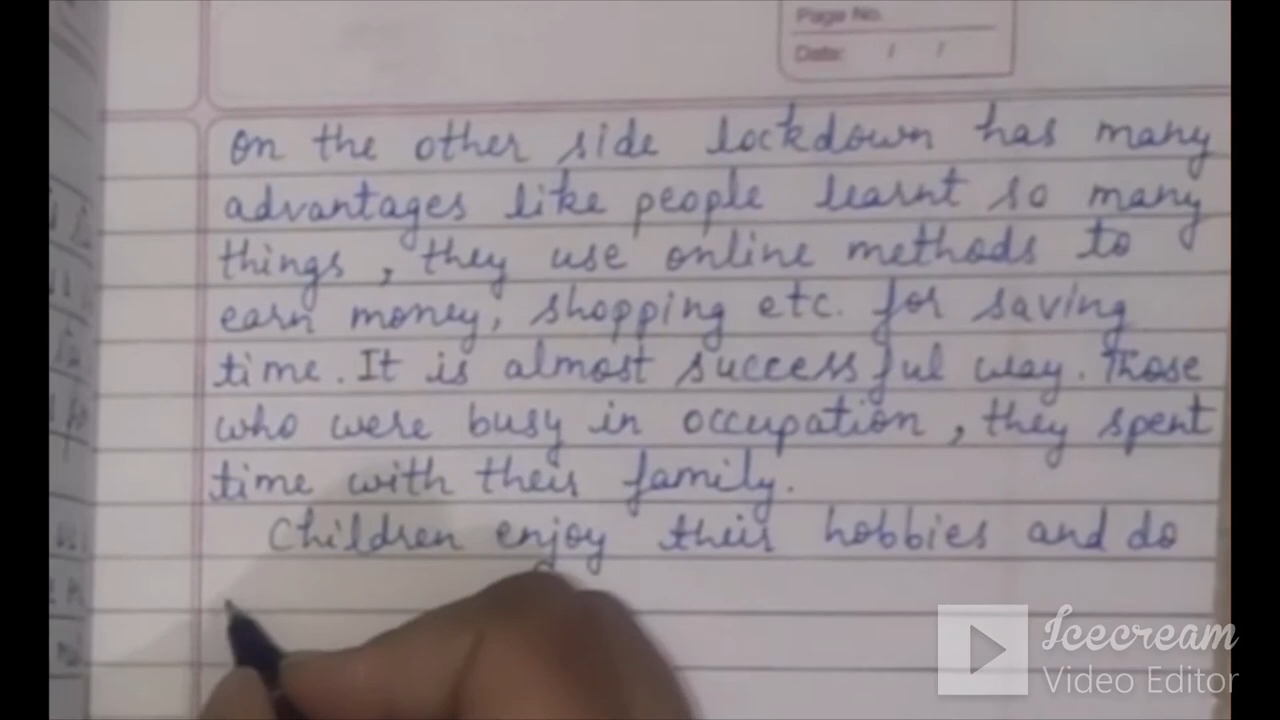 Page No.
Date: / /
on the other side lockdown has many
advantages like people learnt so many
things, they use online methods to
earn money, shopping etc. for saving
time. It is almost successful way. Those
who were busy in occupation, they spent
time with their family.
Children enjoy their hobbies and do
Icecream
Video Editor